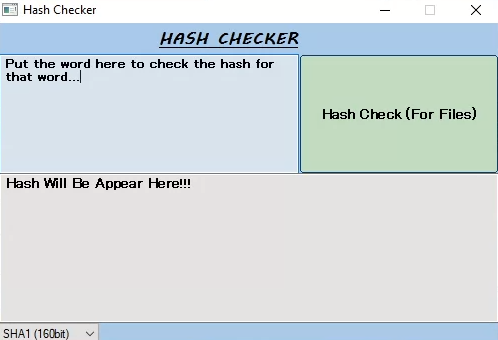 Hash Checker
HASH CHECKER
Put the word here to check the hash for
that word...
Hash Check (For Files)
Hash Will Be Appear Here!!!
SHA1 (160bit)